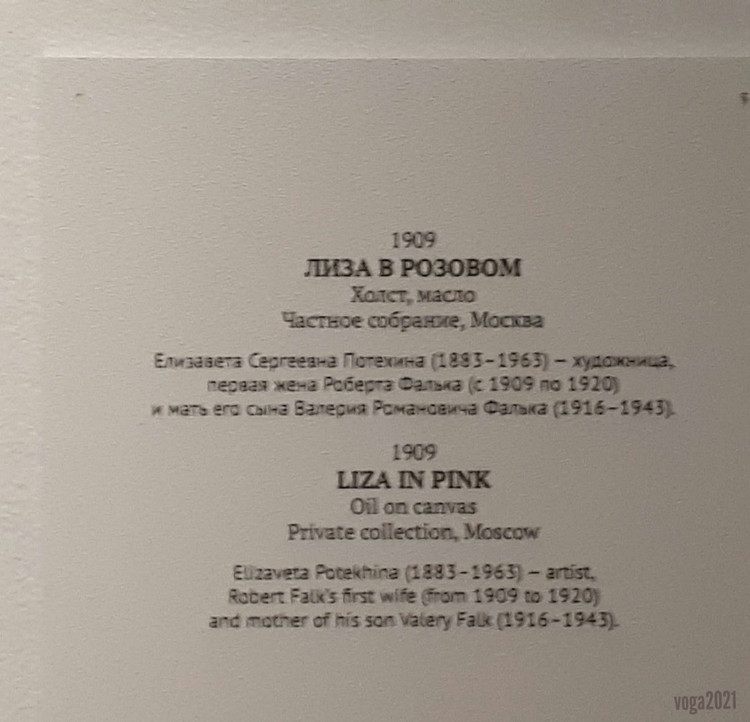 1909
ЛИЗА В РОЗОВОМ
Холст, масло
Частное собрание, Москва
Елизавета Сергеевна Потехина (1883–1963) – художница,
первая жена Роберта Фалька (с 1909 по 1920)
и мать его сына Валерия Романовича Фалька (1916–1943).
1909
LIZA IN PINK
Oil on canvas
Private collection, Moscow
Elizaveta Potekhina (1883–1963) – artist,
Robert Falk's first wife (from 1909 to 1920)
and mother of his son Valery Falk (1916–1943).
voga2021